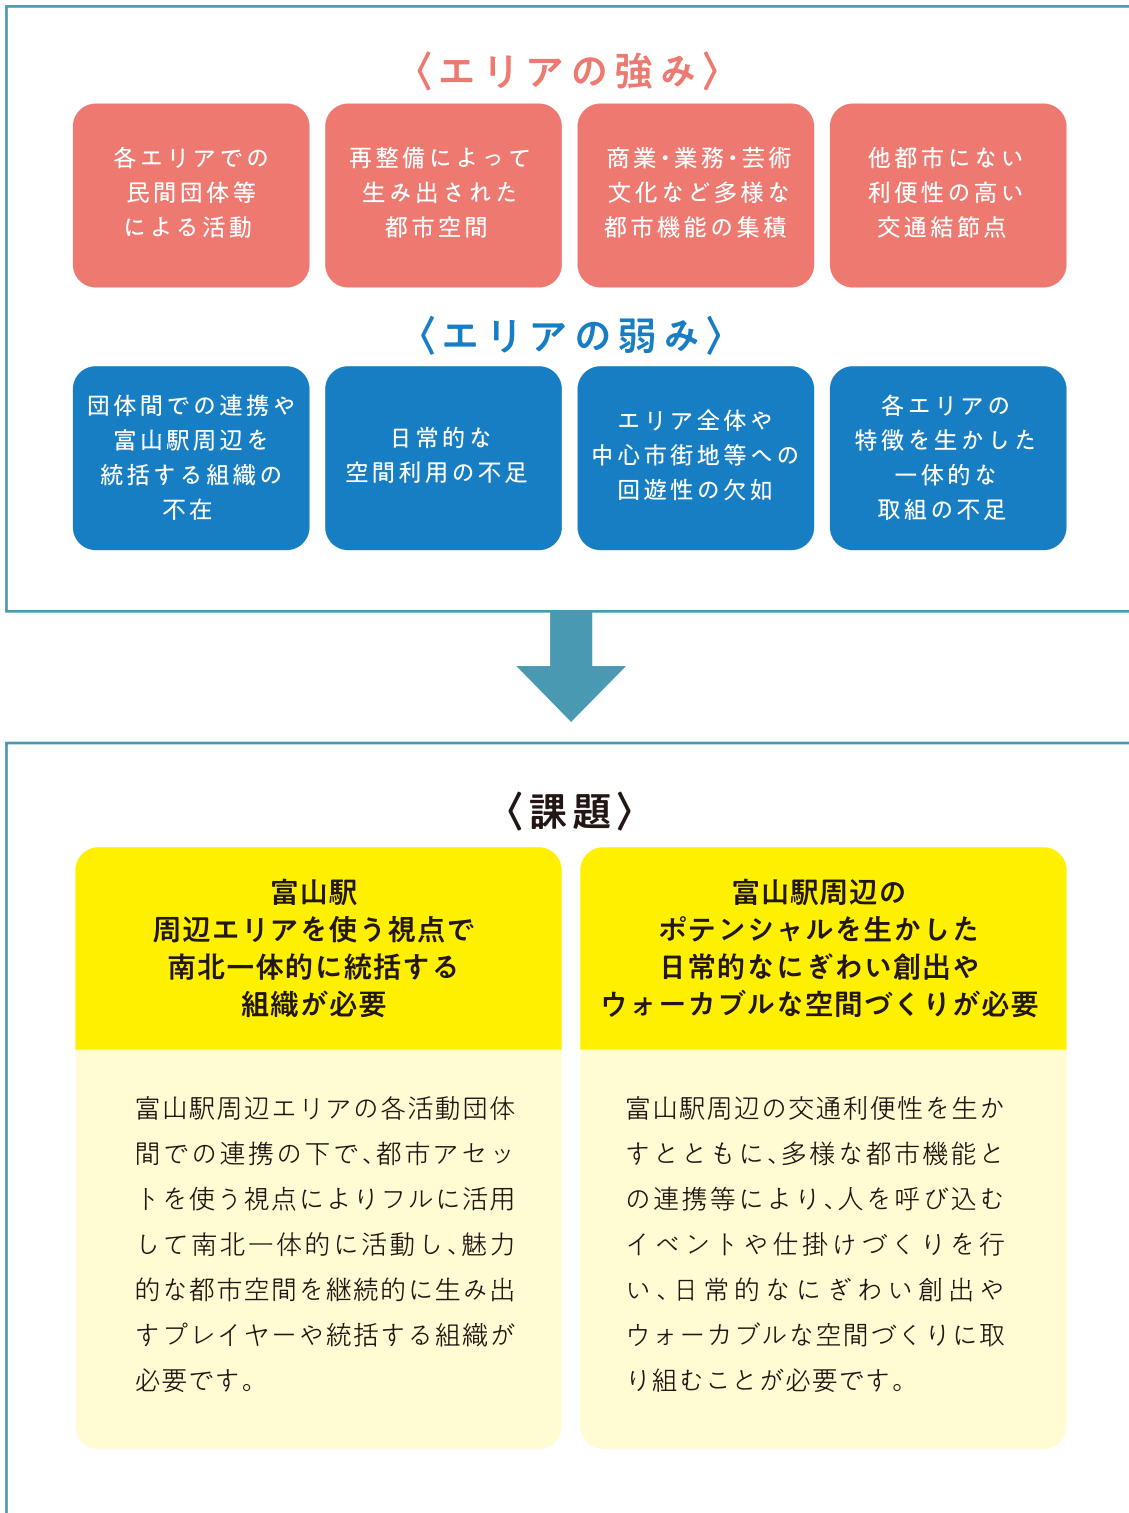 〈エリアの強み〉
各エリアでの
民間団体等
による活動
再整備によって
生み出された
都市空間
商業・業務・芸術
文化など多様な
都市機能の集積
他都市にない
利便性の高い
交通結節点
〈エリアの弱み〉
団体間での連携や
富山駅周辺を
統括する組織の
不在
日常的な
空間利用の不足
エリア全体や
中心市街地等への
回遊性の欠如
各エリアの
特徴を生かした
一体的な
取組の不足
〈課題〉
富山駅
周辺エリアを使う視点で
南北一体的に統括する
組織が必要
富山駅周辺エリアの各活動団体
間での連携の下で、都市アセッ
トを使う視点によりフルに活用
して南北一体的に活動し、魅力
的な都市空間を継続的に生み出
すプレイヤーや統括する組織が
必要です。
富山駅周辺の
ポテンシャルを生かした
日常的なにぎわい創出や
ウォーカブルな空間づくりが必要
富山駅周辺の交通利便性を生か
すとともに、多様な都市機能と
の連携等により、人を呼び込む
イベントや仕掛けづくりを行
い、日常的なにぎわい創出や
ウォーカブルな空間づくりに取
り組むことが必要です。